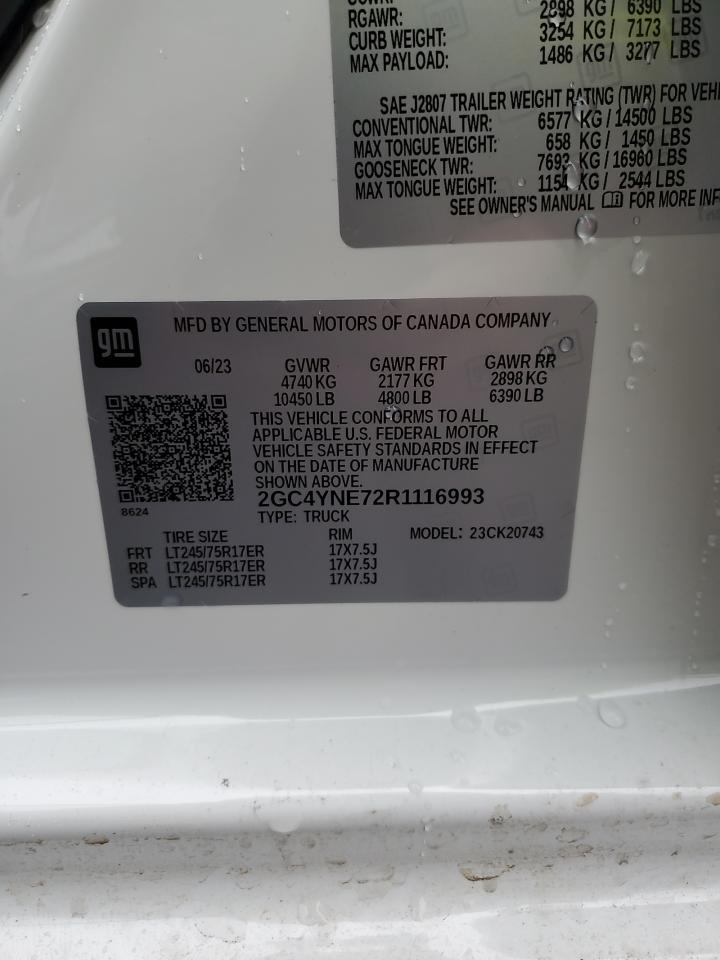 RGAWR: 2898 KG / 6390 LBS
CURB WEIGHT: 3254 KG / 7173 LBS
MAX PAYLOAD: 1486 KG / 3277 LBS
SAE J2807 TRAILER WEIGHT RATING (TWR) FOR
CONVENTIONAL TWR: 6577 KG / 14500 LBS
MAX TONGUE WEIGHT: 658 KG / 1450 LBS
GOOSENECK TWR: 7693 KG / 16960 LBS
MAX TONGUE WEIGHT: 1154 KG / 2544 LBS
SEE OWNER'S MANUAL FOR MORE
gm
MFD BY GENERAL MOTORS OF CANADA COMPANY
06/23 GVWR GAWR FRT GAWR RR
4740 KG 2177 KG 2898 KG
10450 LB 4800 LB 6390 LB
THIS VEHICLE CONFORMS TO ALL
APPLICABLE U.S. FEDERAL MOTOR
VEHICLE SAFETY STANDARDS IN EFFECT
ON THE DATE OF MANUFACTURE
SHOWN ABOVE.
2GC4YNE72R1116993
8624
TYPE: TRUCK
TIRE SIZE RIM MODEL: 23CK20743
FRT LT245/75R17ER 17X7.5J
RR LT245/75R17ER 17X7.5J
SPA LT245/75R17ER 17X7.5J